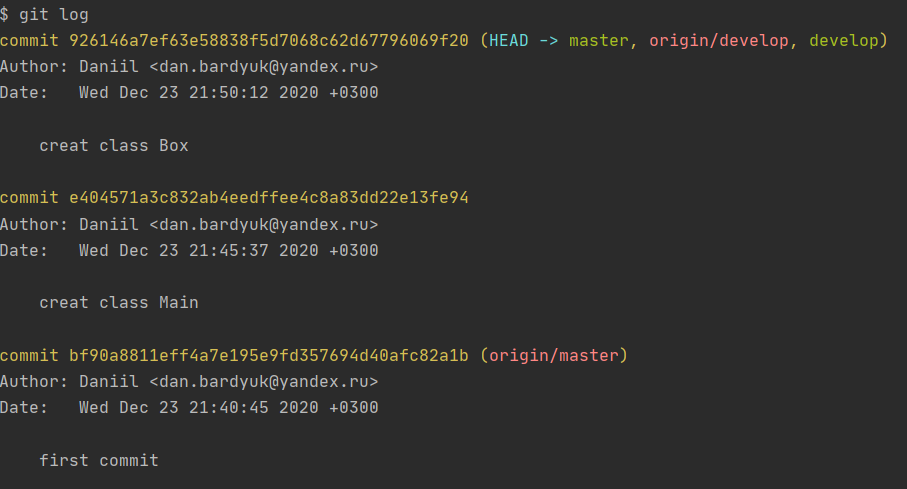 $ git log
commit 926146a7ef63e58838f5d7068c62d67796069f20 (HEAD -> master, origin/develop, develop)
Author: Daniil <dan.bardyuk@yandex.ru>
Date:   Wed Dec 23 21:50:12 2020 +0300
creat class Box
commit e404571a3c832ab4eedffee4c8a83dd22e13fe94
Author: Daniil <dan.bardyuk@yandex.ru>
Date:   Wed Dec 23 21:45:37 2020 +0300
creat class Main
commit bf90a8811eff4a7e195e9fd357694d40afc82a1b (origin/master)
Author: Daniil <dan.bardyuk@yandex.ru>
Date:   Wed Dec 23 21:40:45 2020 +0300
first commit